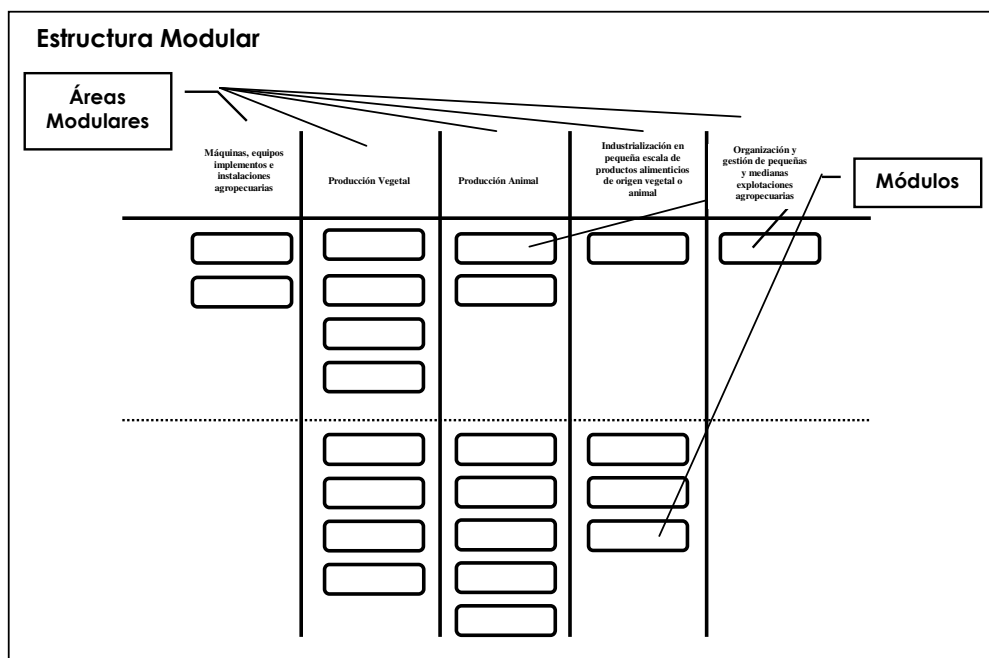 Estructura Modular
Áreas
Modulares
Máquinas, equipos
implementos e
instalaciones
agropecuarias
Producción Vegetal
Producción Animal
Industrialización en
pequeña escala de
productos alimenticios
de origen vegetal o
animal
Organización y
gestión de pequeñas
y medianas
explotaciones
agropecuarias
Módulos